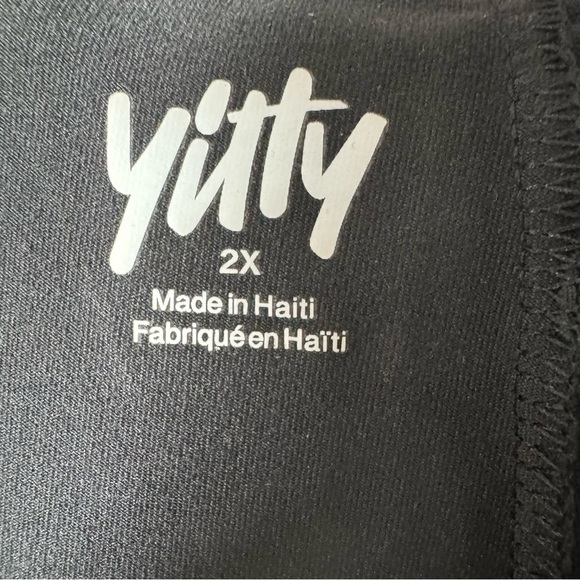 Yitty
2X
Made in Haiti
Fabriqué en Haïti